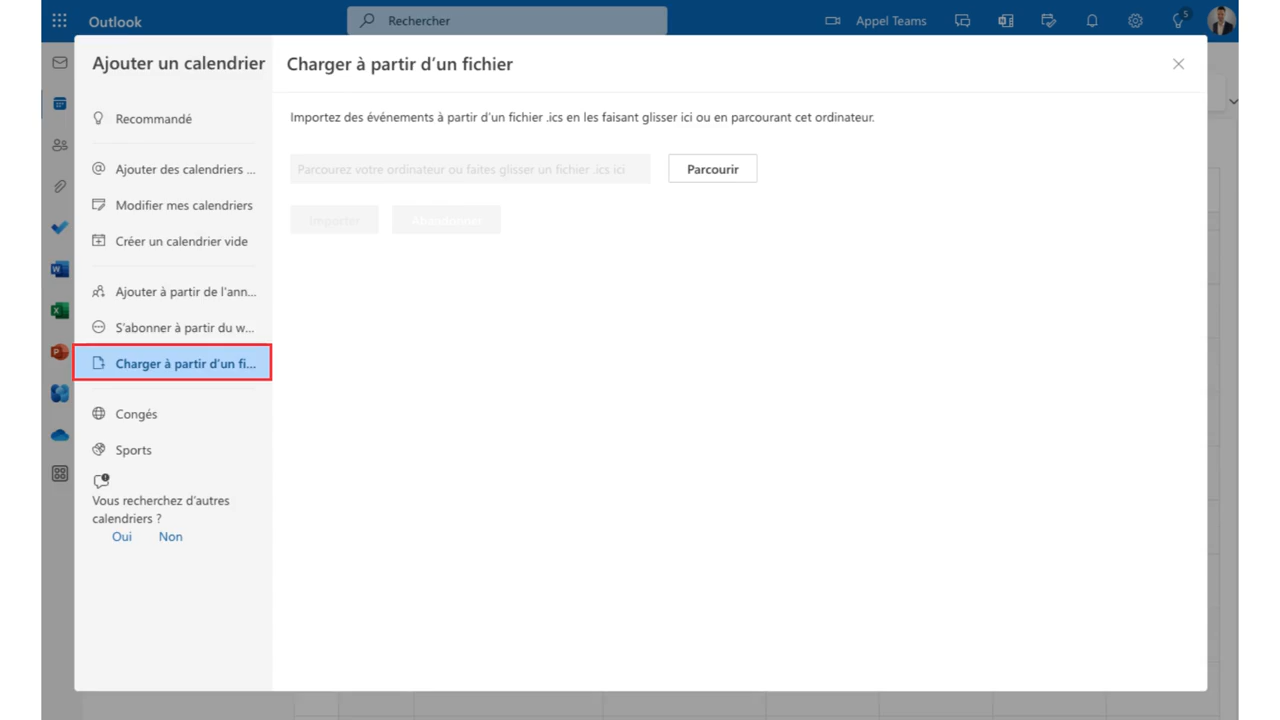 Outlook
Rechercher
Appel Teams
5
Ajouter un calendrier
Charger à partir d'un fichier
Recommandé
Importez des événements à partir d'un fichier .ics en les faisant glisser ici ou en parcourant cet ordinateur.
Ajouter des calendriers ...
Parcourez votre ordinateur ou faites glisser un fichier .ics ici
Parcourir
Modifier mes calendriers
Importer
Abandonner
Créer un calendrier vide
Ajouter à partir de l'ann...
S'abonner à partir du w...
Charger à partir d'un fi...
Congés
Sports
Vous recherchez d'autres
calendriers ?
Oui Non